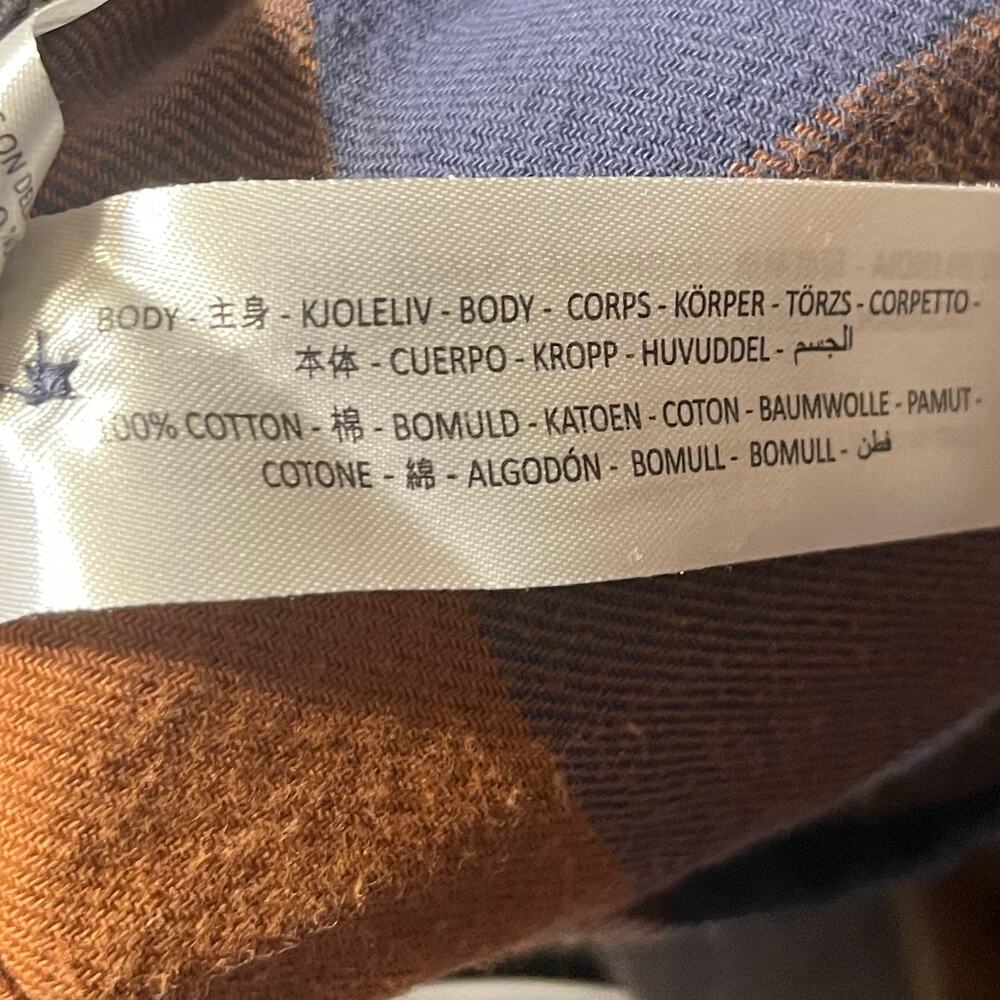 BODY - 主身 - KJOLELIV - BODY - CORPS - KÖRPER - TÖRZS - CORPETTO -
本体 - CUERPO - KROPP - HUVUDDEL - الجسم
100% COTTON - 棉 - BOMULD - KATOEN - COTON - BAUMWOLLE - PAMUT -
COTONE - 綿 - ALGODÓN - BOMULL - BOMULL - قطن